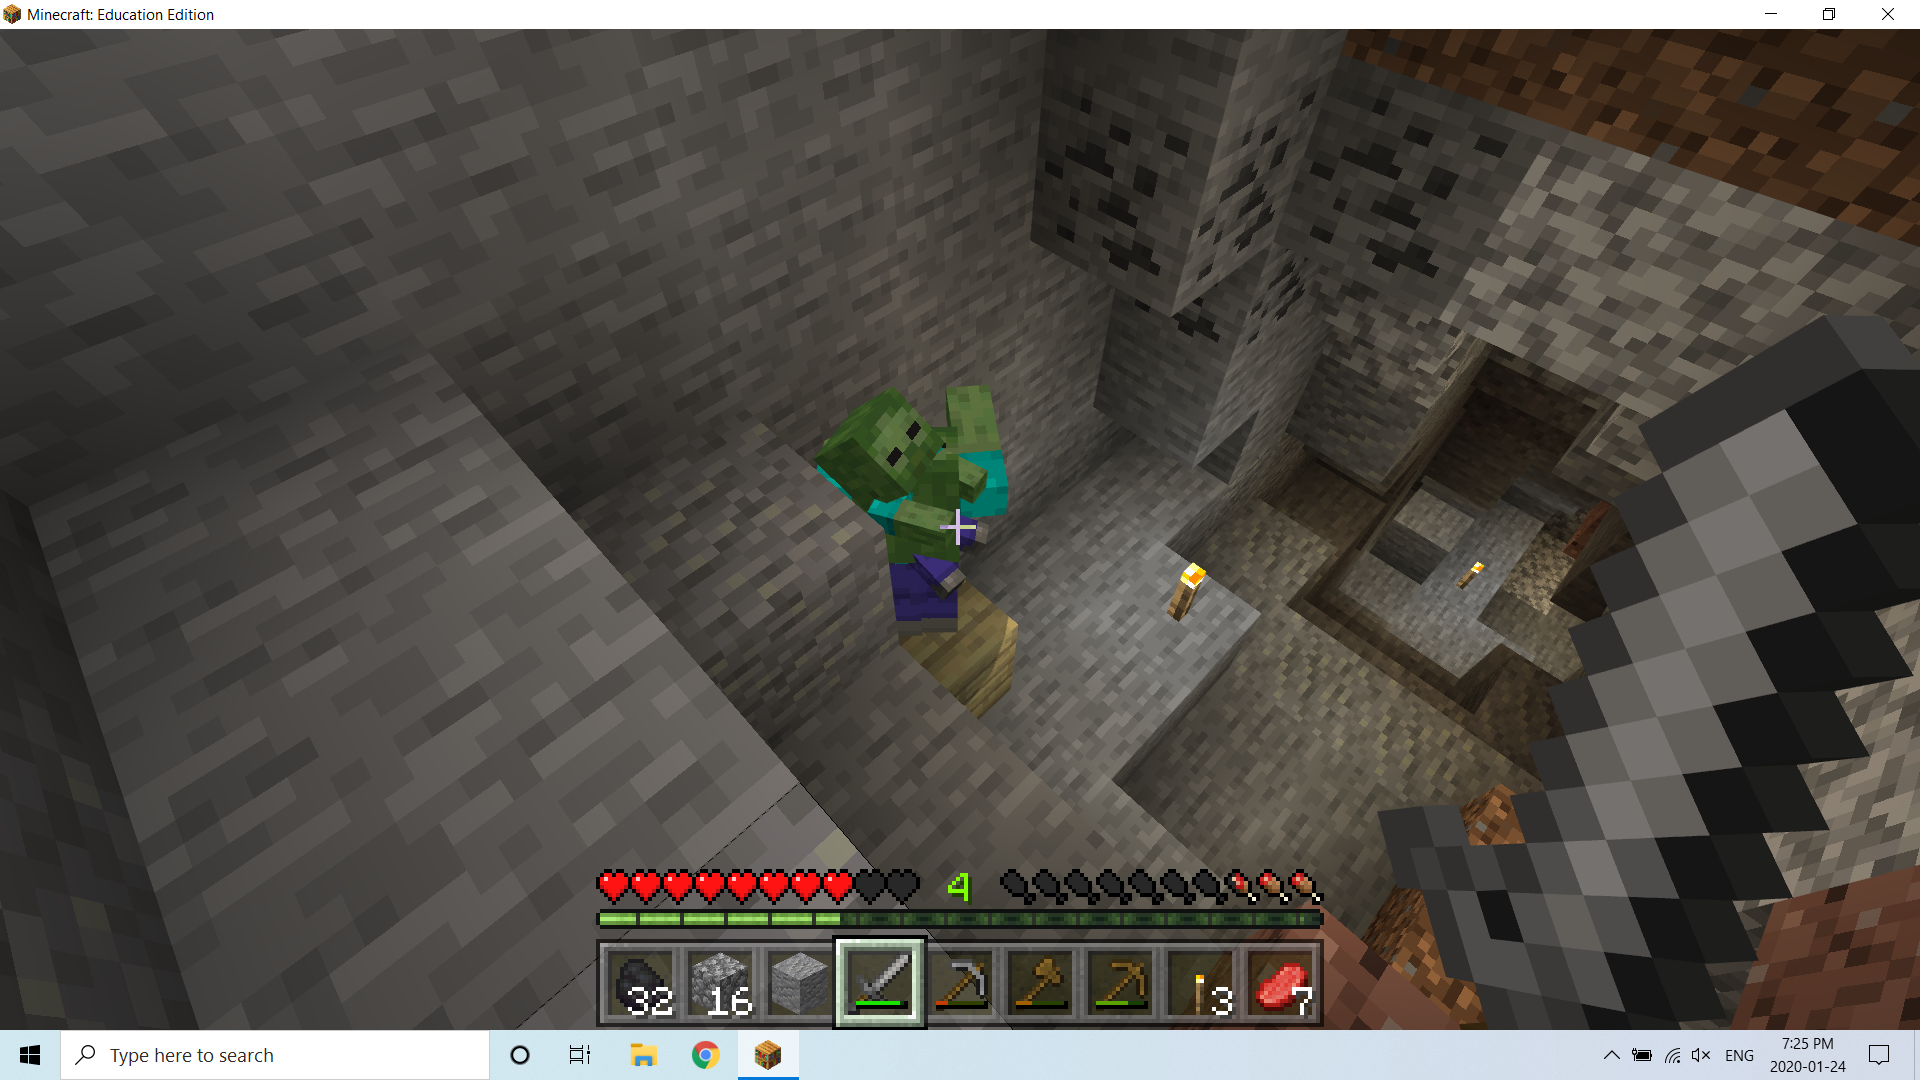 Minecraft: Education Edition
4
32 16 3 7
Type here to search
ENG
7:25 PM
2020-01-24